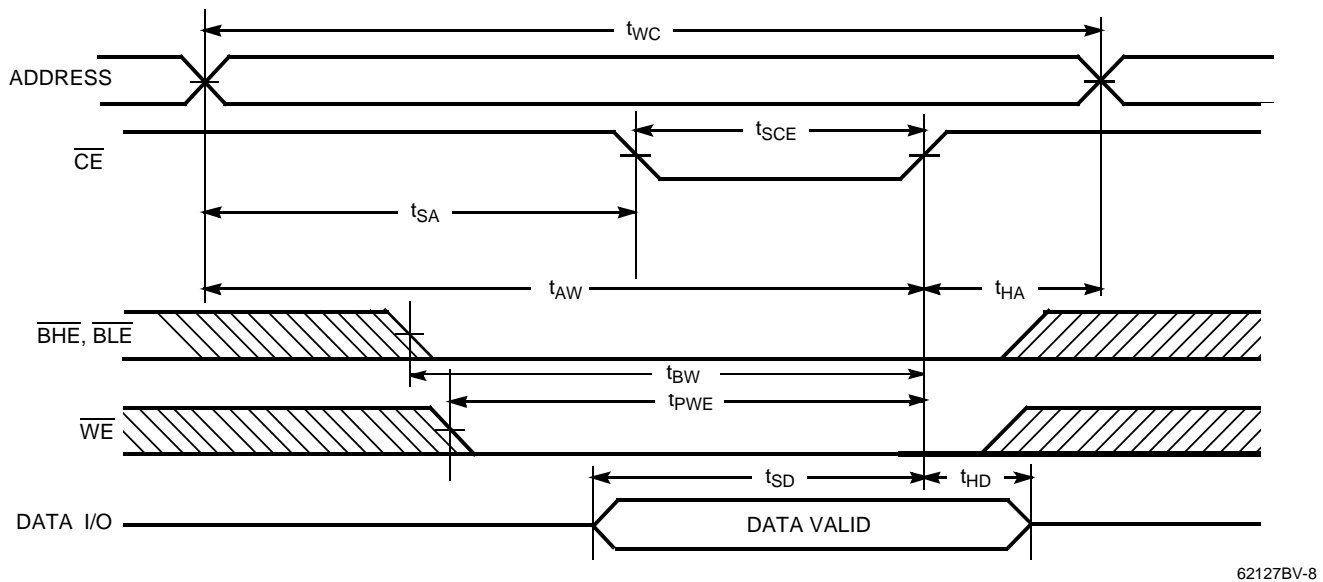 tWC
ADDRESS
tSCE
CE
tSA
tAW
tHA
BHE, BLE
tBW
tPWE
WE
tSD
tHD
DATA I/O
DATA VALID
62127BV-8